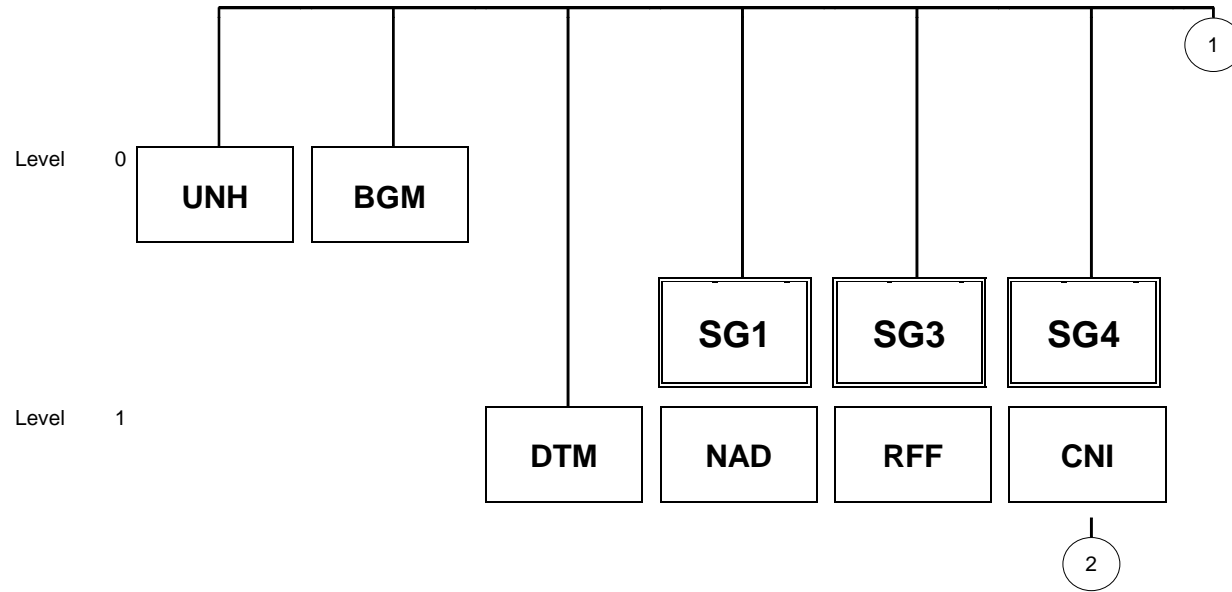 1
Level 0
UNH BGM
SG1 SG3 SG4
Level 1
DTM NAD RFF CNI
2